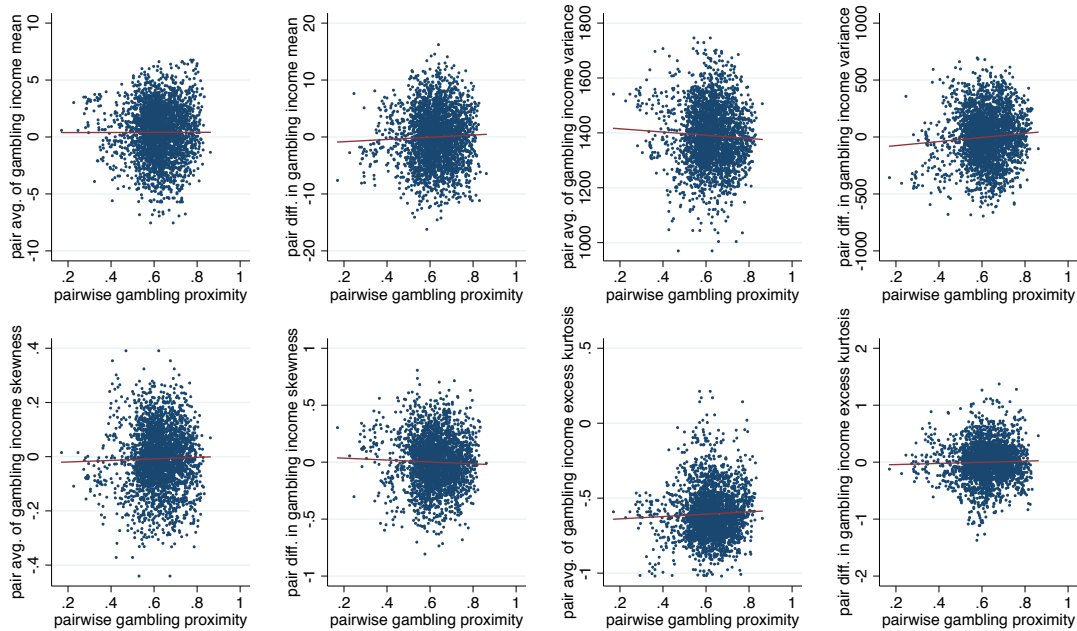 pair avg. of gambling income mean
10
5
0
-5
-10
.2 .4 .6 .8 1
pairwise gambling proximity
pair diff. in gambling income mean
20
10
0
-10
-20
.2 .4 .6 .8 1
pairwise gambling proximity
pair avg. of gambling income variance
1800
1600
1400
1200
1000
.2 .4 .6 .8 1
pairwise gambling proximity
pair diff. in gambling income variance
1000
500
0
-500
-1000
.2 .4 .6 .8 1
pairwise gambling proximity
pair avg. of gambling income skewness
.4
.2
0
-.2
-.4
.2 .4 .6 .8 1
pairwise gambling proximity
pair diff. in gambling income skewness
1
.5
0
-.5
-1
.2 .4 .6 .8 1
pairwise gambling proximity
pair avg. of gambling income excess kurtosis
.5
0
-.5
-1
.2 .4 .6 .8 1
pairwise gambling proximity
pair diff. in gambling income excess kurtosis
2
1
0
-1
-2
.2 .4 .6 .8 1
pairwise gambling proximity